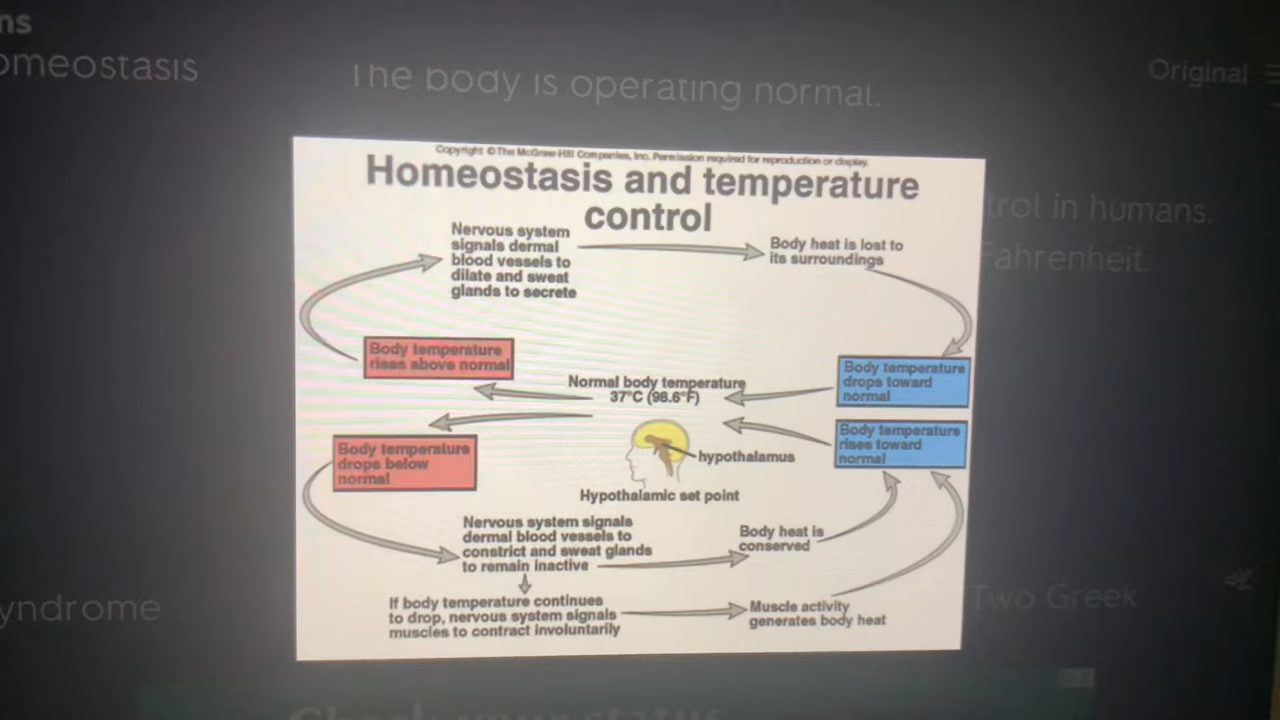 ns
omeostasis
The body is operating normal.
Original
Copyright © The McGraw-Hill Companies, Inc. Permission required for reproduction or display.
Homeostasis and temperature
control
Nervous system
signals dermal
blood vessels to
dilate and sweat
glands to secrete
Body heat is lost to
its surroundings
trol in humans.
Fahrenheit.
Body temperature
rises above normal
Normal body temperature
37°C (98.6°F)
Body temperature
drops toward
normal
Body temperature
rises toward
normal
Body temperature
drops below
normal
hypothalamus
Hypothalamic set point
Nervous system signals
dermal blood vessels to
constrict and sweat glands
to remain inactive
Body heat is
conserved
If body temperature continues
to drop, nervous system signals
muscles to contract involuntarily
Muscle activity
generates body heat
yndrome
Two Greek